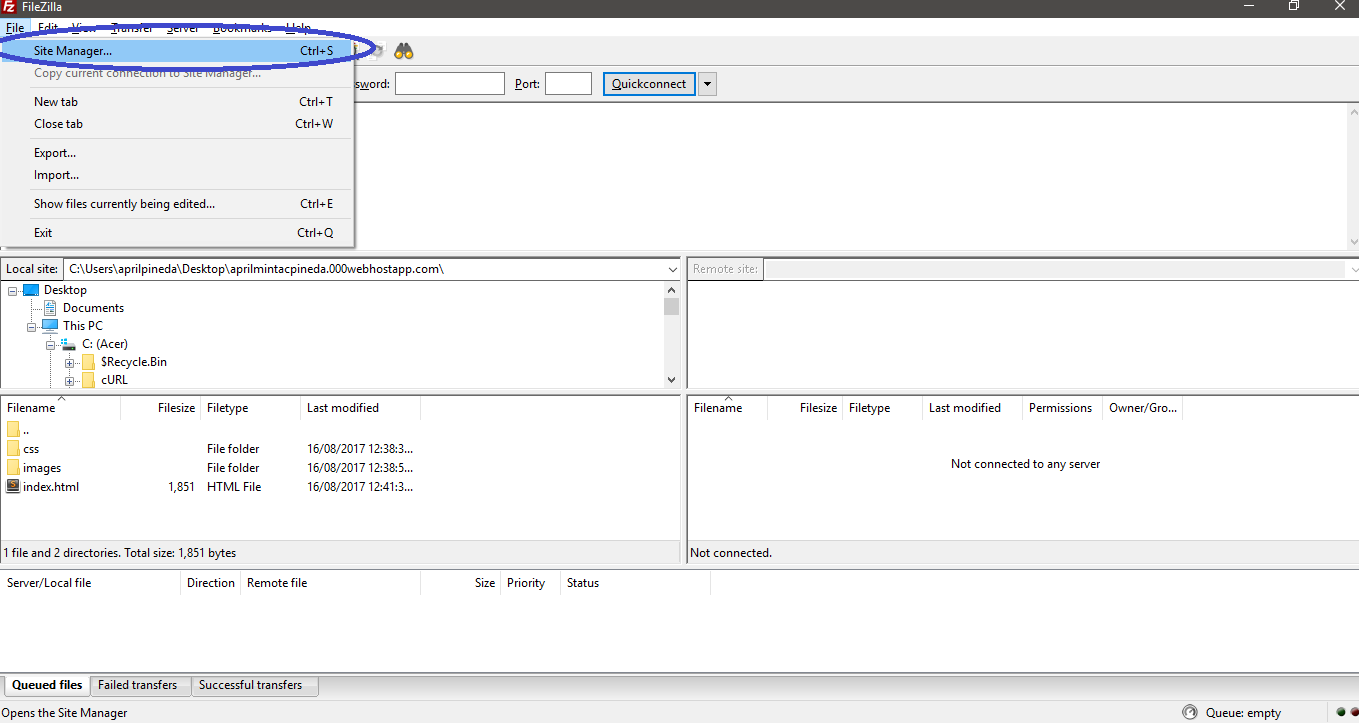 FileZilla
File Edit View Transfer Server Bookmarks Help
Site Manager... Ctrl+S
Copy current connection to Site Manager...
New tab Ctrl+T
Close tab Ctrl+W
Export...
Import...
Show files currently being edited... Ctrl+E
Exit Ctrl+Q
sword: Port: Quickconnect
Local site: C:\Users\aprilpineda\Desktop\aprilmintacpineda.000webhostapp.com\
Desktop
Documents
This PC
C: (Acer)
$Recycle.Bin
cURL
Filename Filesize Filetype Last modified
..
css File folder 16/08/2017 12:38:3...
images File folder 16/08/2017 12:38:5...
index.html 1,851 HTML File 16/08/2017 12:41:3...
1 file and 2 directories. Total size: 1,851 bytes
Remote site:
Filename Filesize Filetype Last modified Permissions Owner/Gro...
Not connected to any server
Not connected.
Server/Local file Direction Remote file Size Priority Status
Queued files Failed transfers Successful transfers
Opens the Site Manager Queue: empty